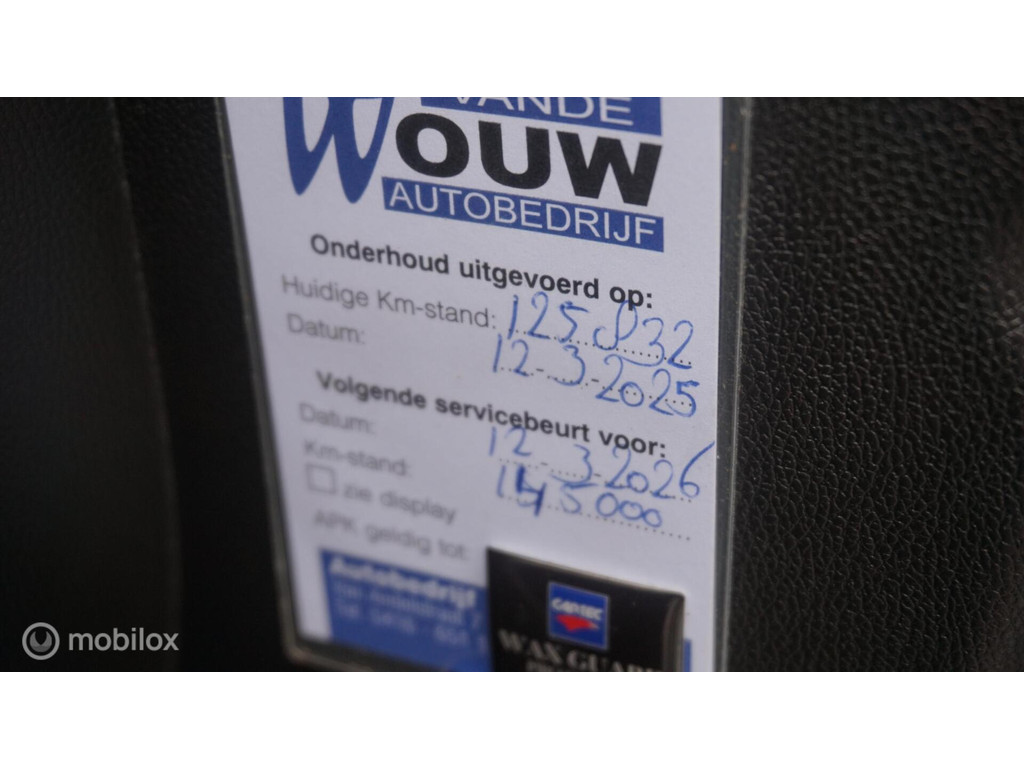 VANDE
WOUW
AUTOBEDRIJF
Onderhoud uitgevoerd op:
Huidige Km-stand: 125 832
Datum: 12-3-2025
Volgende servicebeurt voor:
Datum: 12-3-2026
Km-stand: 145.000
zie display
APK geldig tot:
Autobedrijf
Tel.
WAX GUARD
mobilox